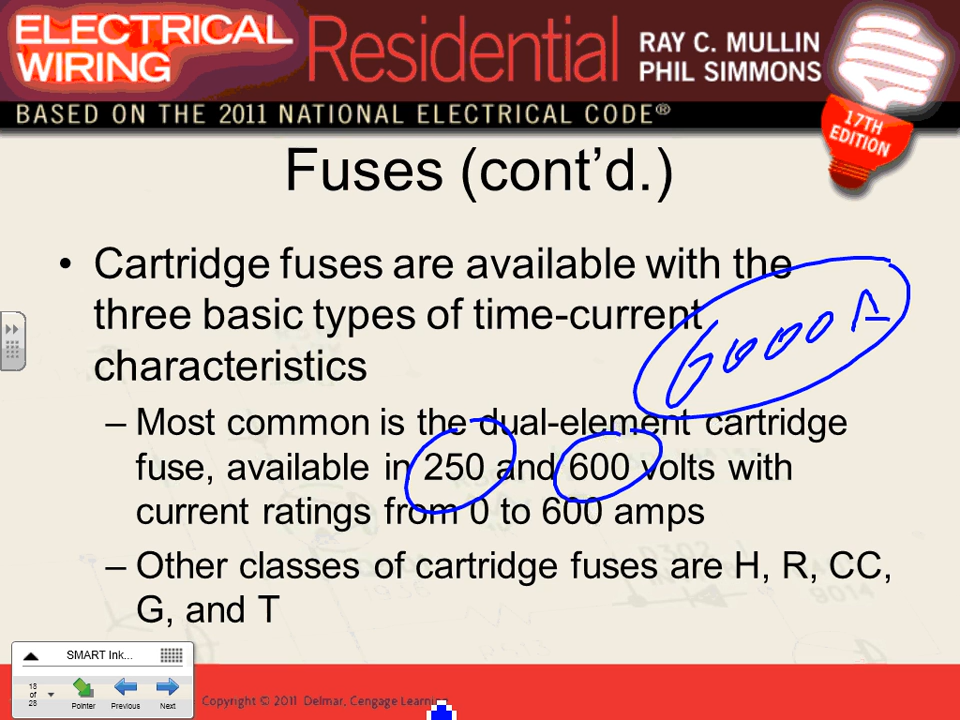 ELECTRICAL
WIRING
Residential
RAY C. MULLIN
PHIL SIMMONS
BASED ON THE 2011 NATIONAL ELECTRICAL CODE®
17TH
EDITION
Fuses (cont’d.)
• Cartridge fuses are available with the
three basic types of time-current
characteristics
6000 A
– Most common is the dual-element cartridge
fuse, available in 250 and 600 volts with
current ratings from 0 to 600 amps
– Other classes of cartridge fuses are H, R, CC,
G, and T
SMART Ink...
18
of
28
Pointer
Previous
Next
Copyright © 2011 Delmar, Cengage Learning